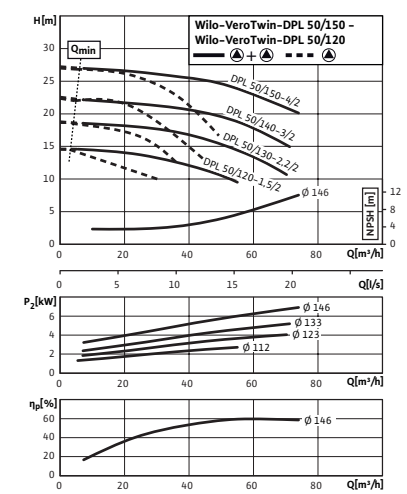 H[m]
Wilo-VeroTwin-DPL 50/150 –
Wilo-VeroTwin-DPL 50/120
+
Qmin
30
25
20
15
10
5
0
DPL 50/150-4/2
DPL 50/140-3/2
DPL 50/130-2,2/2
DPL 50/120-1,5/2
Ø 146
NPSH [m]
12
8
4
0
0 20 40 60 80 Q[m³/h]
0 5 10 15 20 Q[l/s]
P2[kW]
6
4
2
0
Ø 146
Ø 133
Ø 123
Ø 112
0 20 40 60 80 Q[m³/h]
ηp[%]
60
40
20
0
Ø 146
0 20 40 60 80 Q[m³/h]